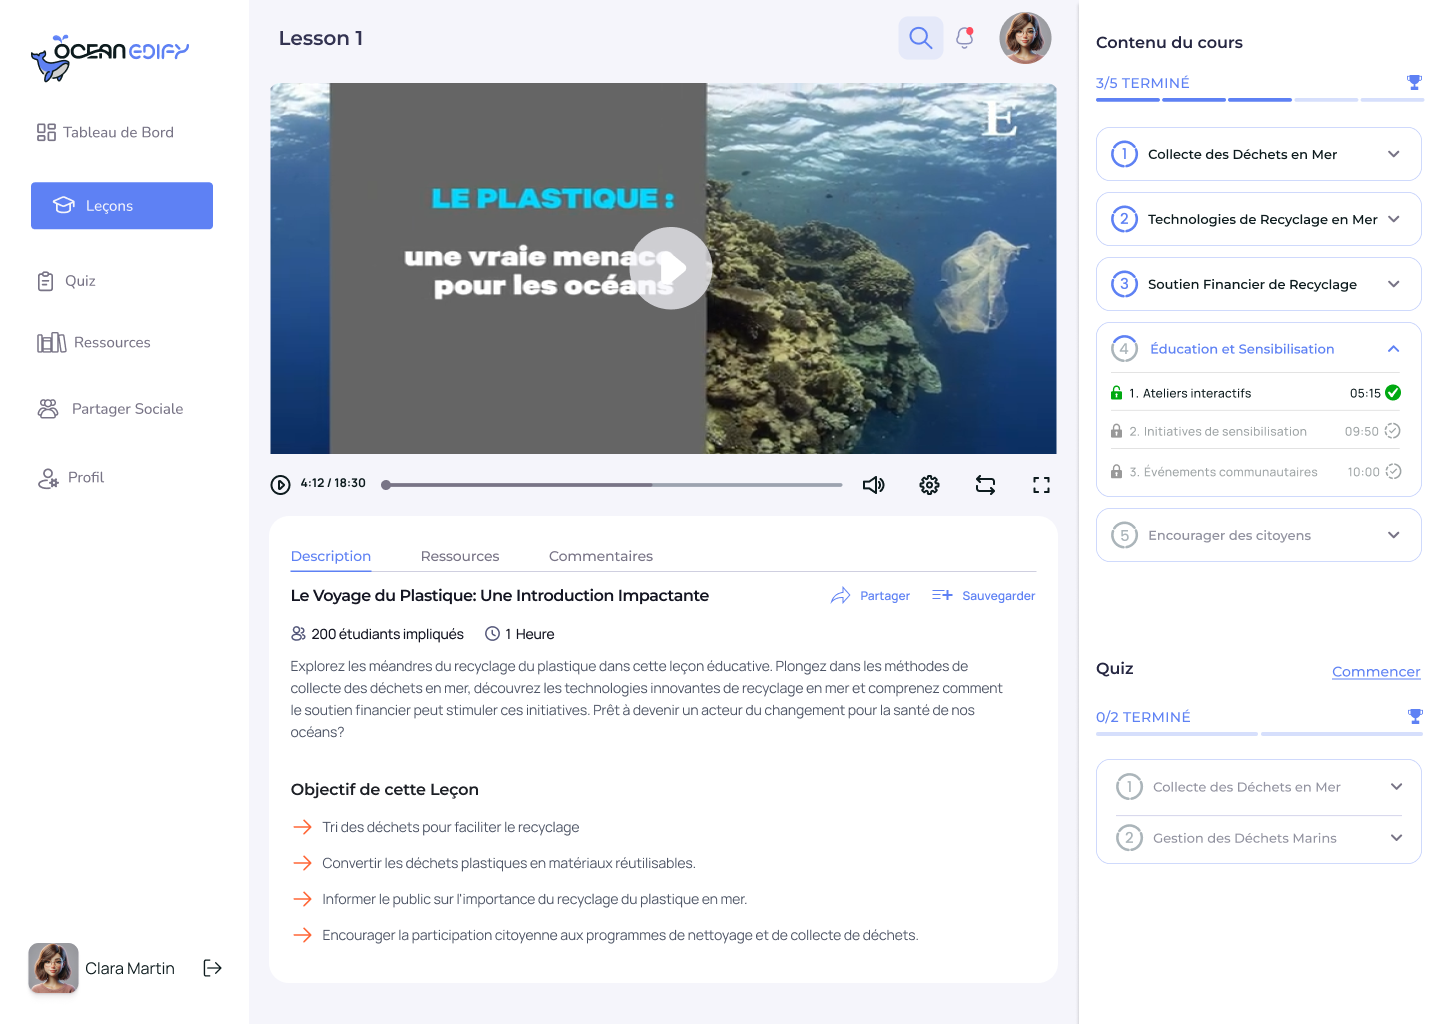 OCEAN EDIFY
Tableau de Bord
Leçons
Quiz
Ressources
Partager Sociale
Profil
Clara Martin
Lesson 1
E
LE PLASTIQUE :
une vraie menace
pour les océans
4:12 / 18:30
Description
Ressources
Commentaires
Le Voyage du Plastique: Une Introduction Impactante
Partager
Sauvegarder
200 étudiants impliqués
1 Heure
Explorez les méandres du recyclage du plastique dans cette leçon éducative. Plongez dans les méthodes de
collecte des déchets en mer, découvrez les technologies innovantes de recyclage en mer et comprenez comment
le soutien financier peut stimuler ces initiatives. Prêt à devenir un acteur du changement pour la santé de nos
océans?
Objectif de cette Leçon
Tri des déchets pour faciliter le recyclage
Convertir les déchets plastiques en matériaux réutilisables.
Informer le public sur l'importance du recyclage du plastique en mer.
Encourager la participation citoyenne aux programmes de nettoyage et de collecte de déchets.
Contenu du cours
3/5 TERMINÉ
1 Collecte des Déchets en Mer
2 Technologies de Recyclage en Mer
3 Soutien Financier de Recyclage
4 Éducation et Sensibilisation
1. Ateliers interactifs 05:15
2. Initiatives de sensibilisation 09:50
3. Événements communautaires 10:00
5 Encourager des citoyens
Quiz
Commencer
0/2 TERMINÉ
1 Collecte des Déchets en Mer
2 Gestion des Déchets Marins